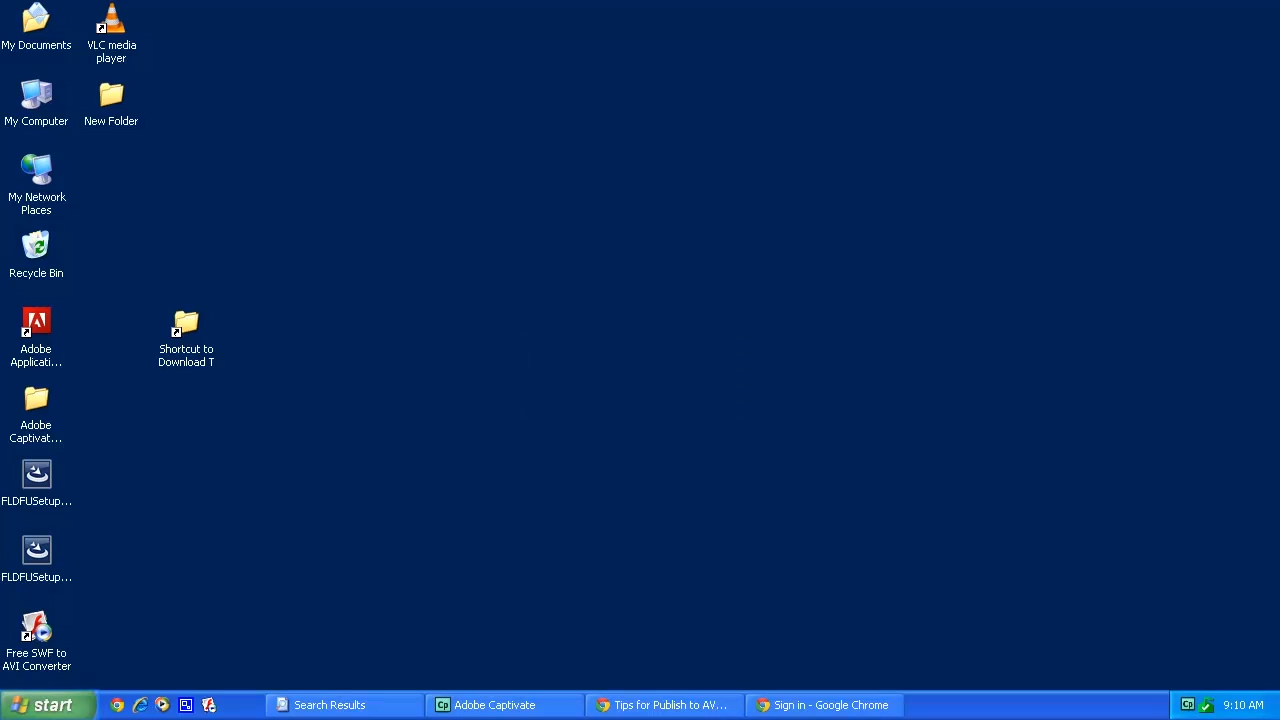 My Documents
VLC media
player
My Computer
New Folder
My Network
Places
Recycle Bin
Adobe
Applicati...
Shortcut to
Download T
Adobe
Captivat...
FLDFUSetup...
FLDFUSetup...
Free SWF to
AVI Converter
start
Search Results
Cp Adobe Captivate
Tips for Publish to AV...
Sign in - Google Chrome
Cp
9:10 AM